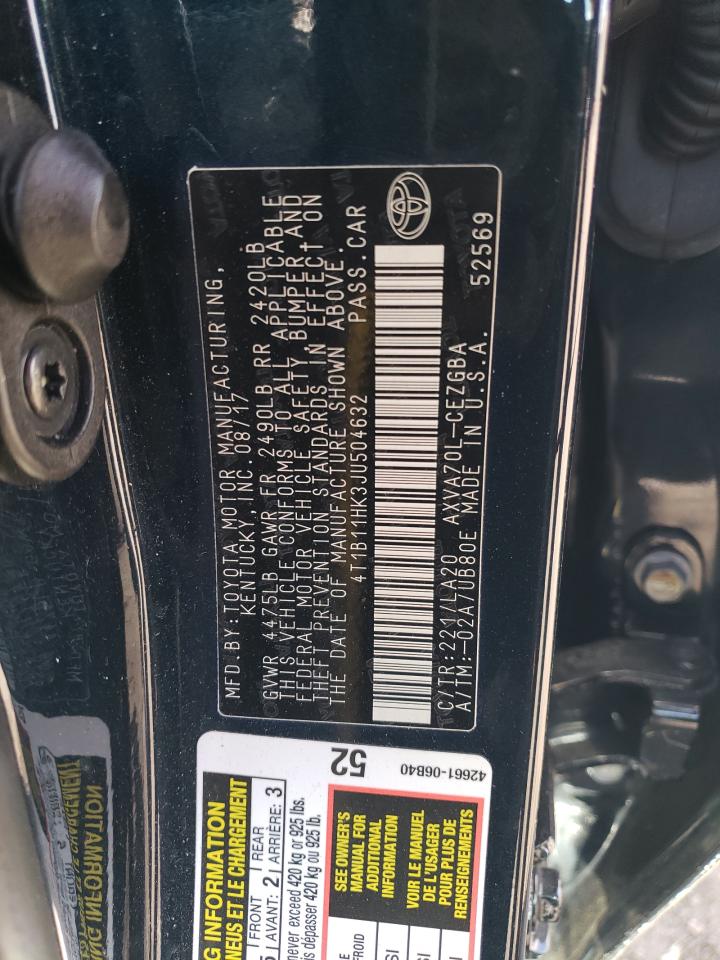 MFD.BY:TOYOTA MOTOR MANUFACTURING,
KENTUCKY, INC. 08/17
GVWR 4475LB GAWR FR 2490LB RR 2420LB
THIS VEHICLE CONFORMS TO ALL APPLICABLE
FEDERAL MOTOR VEHICLE SAFETY, BUMPER, AND
THEFT PREVENTION STANDARDS IN EFFECT ON
THE DATE OF MANUFACTURE SHOWN ABOVE.
4T1B11HK3JU504632 PASS.CAR
C/TR:221/LA20 AXVA70L-CEZGBA
A/TM:-02A/UB80E MADE IN U.S.A. 52569
52
42661-06B40
INFORMATION
NEUS ET LE CHARGEMENT
FRONT REAR
AVANT: 2 ARRIÈRE: 3
never exceed 420 kg or 925 lbs.
dépasser 420 kg ou 925 lb.
SEE OWNER'S
MANUAL FOR
ADDITIONAL
INFORMATION
VOIR LE MANUEL
DE L'USAGER
POUR PLUS DE
RENSEIGNEMENTS
FROID